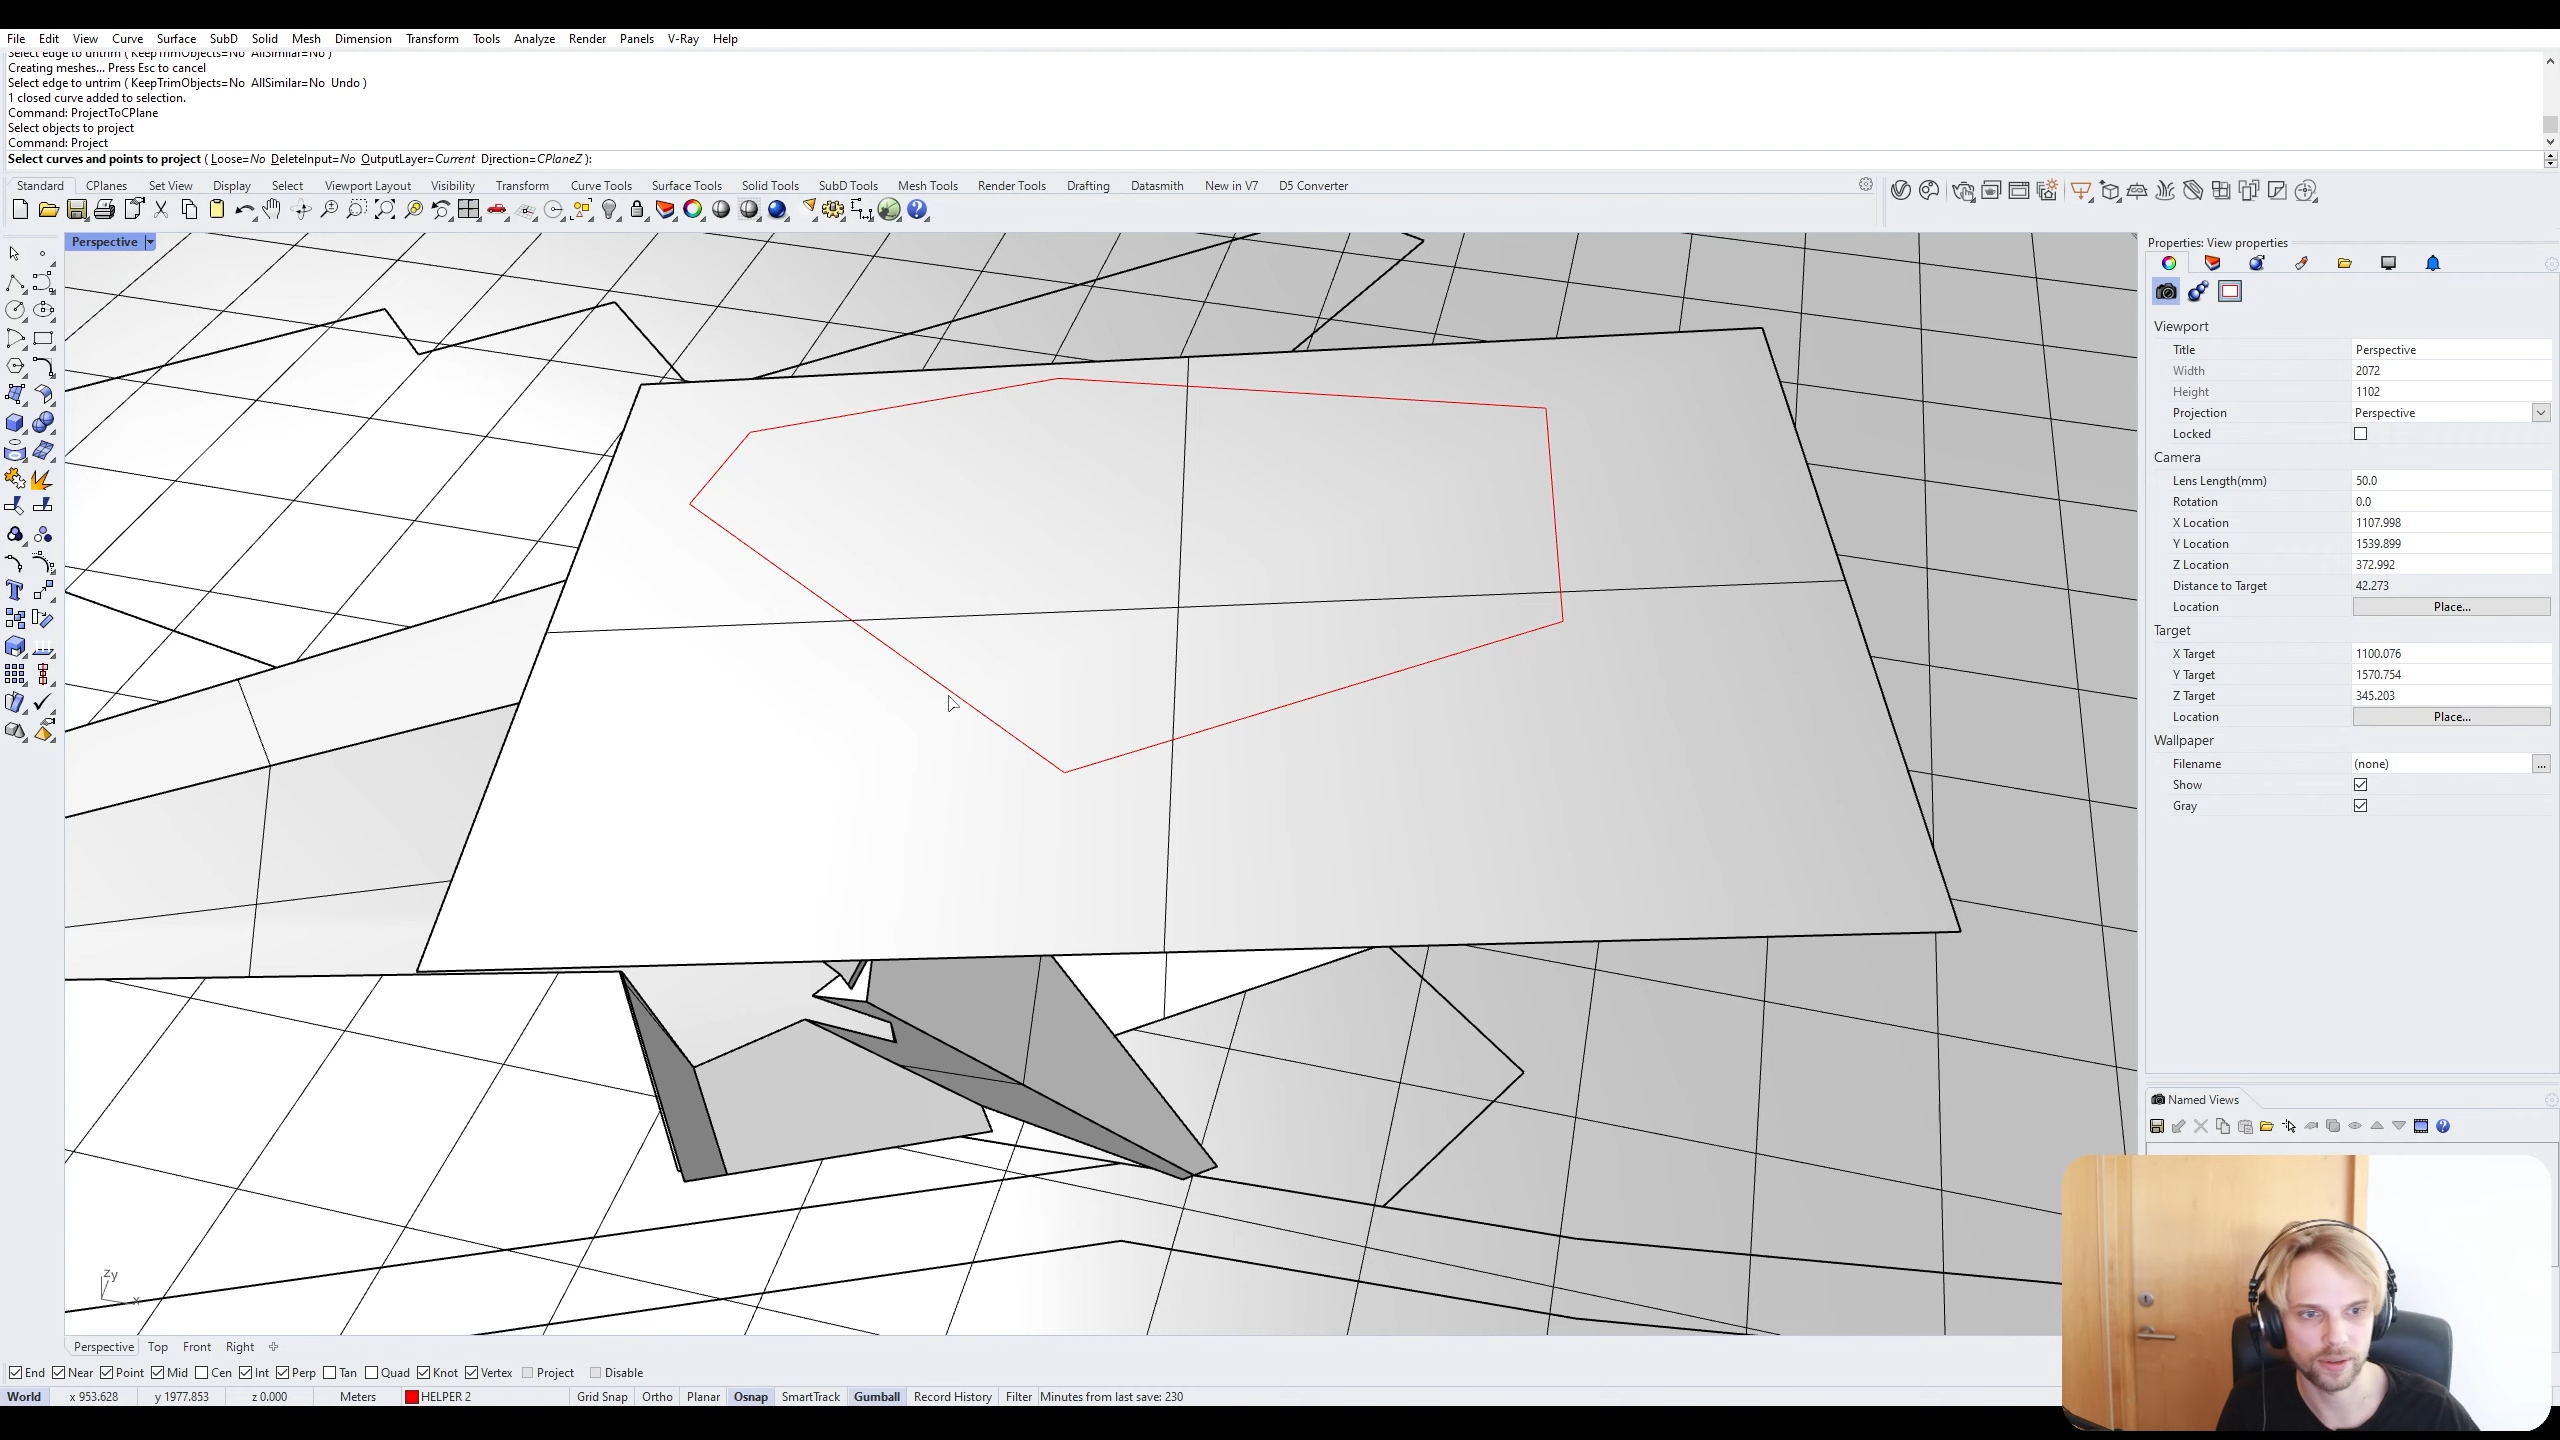 File Edit View Curve Surface SubD Solid Mesh Dimension Transform Tools Analyze Render Panels V-Ray Help
Select edge to untrim ( KeepTrimObjects=No AllSimilar=No )
Creating meshes... Press Esc to cancel
Select edge to untrim ( KeepTrimObjects=No AllSimilar=No Undo )
1 closed curve added to selection.
Command: ProjectToCPlane
Select objects to project
Command: Project
Select curves and points to project ( Loose=No DeleteInput=No OutputLayer=Current Direction=CPlaneZ ):
Standard CPlanes Set View Display Select Viewport Layout Visibility Transform Curve Tools Surface Tools Solid Tools SubD Tools Mesh Tools Render Tools Drafting Datasmith New in V7 D5 Converter
Perspective
zy
x
Properties: View properties
Viewport
Title Perspective
Width 2072
Height 1102
Projection Perspective
Locked
Camera
Lens Length(mm) 50.0
Rotation 0.0
X Location 1107.998
Y Location 1539.899
Z Location 372.992
Distance to Target 42.273
Location Place...
Target
X Target 1100.076
Y Target 1570.754
Z Target 345.203
Location Place...
Wallpaper
Filename (none) ...
Show
Gray
Named Views
Perspective Top Front Right
End Near Point Mid Cen Int Perp Tan Quad Knot Vertex Project Disable
World x 953.628 y 1977.853 z 0.000 Meters HELPER 2 Grid Snap Ortho Planar Osnap SmartTrack Gumball Record History Filter Minutes from last save: 230